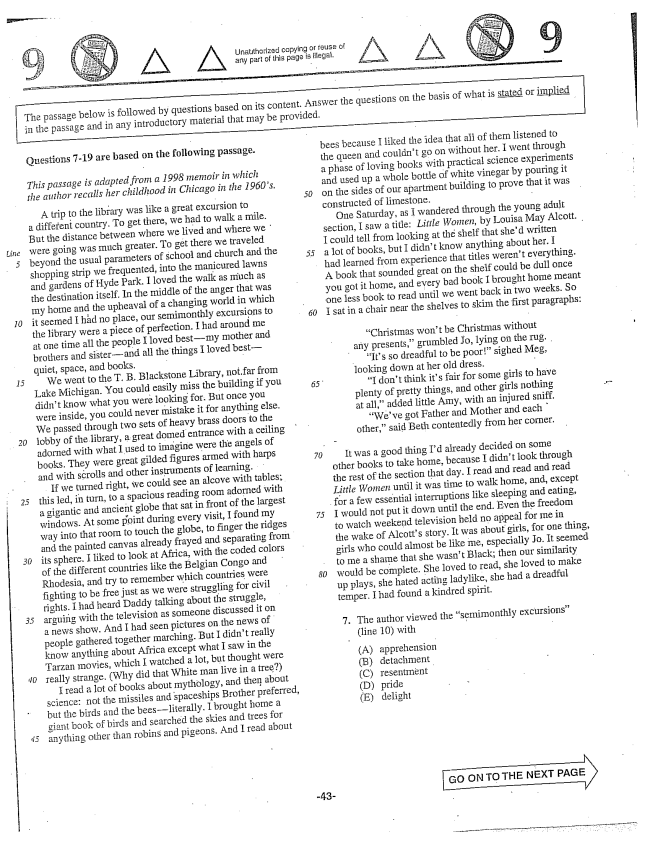 9
Unauthorized copying or reuse of
any part of this page is illegal.
9
The passage below is followed by questions based on its content. Answer the questions on the basis of what is stated or implied
in the passage and in any introductory material that may be provided.
Questions 7-19 are based on the following passage.
This passage is adapted from a 1998 memoir in which
the author recalls her childhood in Chicago in the 1960's.
A trip to the library was like a great excursion to
a different country. To get there, we had to walk a mile.
But the distance between where we lived and where we
Line were going was much greater. To get there we traveled
5 beyond the usual parameters of school and church and the
shopping strip we frequented, into the manicured lawns
and gardens of Hyde Park. I loved the walk as much as
the destination itself. In the middle of the anger that was
my home and the upheaval of a changing world in which
10 it seemed I had no place, our semimonthly excursions to
the library were a piece of perfection. I had around me
at one time all the people I loved best—my mother and
brothers and sister—and all the things I loved best—
quiet, space, and books.
15 We went to the T. B. Blackstone Library, not far from
Lake Michigan. You could easily miss the building if you
didn't know what you were looking for. But once you
were inside, you could never mistake it for anything else.
We passed through two sets of heavy brass doors to the
20 lobby of the library, a great domed entrance with a ceiling
adorned with what I used to imagine were the angels of
books. They were great gilded figures armed with harps
and with scrolls and other instruments of learning.
If we turned right, we could see an alcove with tables;
25 this led, in turn, to a spacious reading room adorned with
a gigantic and ancient globe that sat in front of the largest
windows. At some point during every visit, I found my
way into that room to touch the globe, to finger the ridges
and the painted canvas already frayed and separating from
30 its sphere. I liked to look at Africa, with the coded colors
of the different countries like the Belgian Congo and
Rhodesia, and try to remember which countries were
fighting to be free just as we were struggling for civil
rights. I had heard Daddy talking about the struggle,
35 arguing with the television as someone discussed it on
a news show. And I had seen pictures on the news of
people gathered together marching. But I didn't really
know anything about Africa except what I saw in the
Tarzan movies, which I watched a lot, but thought were
40 really strange. (Why did that White man live in a tree?)
I read a lot of books about mythology, and then about
science: not the missiles and spaceships Brother preferred,
but the birds and the bees—literally. I brought home a
giant book of birds and searched the skies and trees for
45 anything other than robins and pigeons. And I read about
bees because I liked the idea that all of them listened to
the queen and couldn't go on without her. I went through
a phase of loving books with practical science experiments
and used up a whole bottle of white vinegar by pouring it
50 on the sides of our apartment building to prove that it was
constructed of limestone.
One Saturday, as I wandered through the young adult
section, I saw a title: Little Women, by Louisa May Alcott.
I could tell from looking at the shelf that she'd written
55 a lot of books, but I didn't know anything about her. I
had learned from experience that titles weren't everything.
A book that sounded great on the shelf could be dull once
you got it home, and every bad book I brought home meant
one less book to read until we went back in two weeks. So
60 I sat in a chair near the shelves to skim the first paragraphs:
“Christmas won't be Christmas without
any presents,” grumbled Jo, lying on the rug.
“It's so dreadful to be poor!” sighed Meg,
looking down at her old dress.
65 “I don't think it's fair for some girls to have
plenty of pretty things, and other girls nothing
at all,” added little Amy, with an injured sniff.
“We've got Father and Mother and each
other,” said Beth contentedly from her corner.
70 It was a good thing I'd already decided on some
other books to take home, because I didn't look through
the rest of the section that day. I read and read and read
Little Women until it was time to walk home, and, except
for a few essential interruptions like sleeping and eating,
75 I would not put it down until the end. Even the freedom
to watch weekend television held no appeal for me in
the wake of Alcott's story. It was about girls, for one thing,
girls who could almost be like me, especially Jo. It seemed
to me a shame that she wasn't Black; then our similarity
80 would be complete. She loved to read, she loved to make
up plays, she hated acting ladylike, she had a dreadful
temper. I had found a kindred spirit.
7. The author viewed the “semimonthly excursions”
(line 10) with
(A) apprehension
(B) detachment
(C) resentment
(D) pride
(E) delight
GO ON TO THE NEXT PAGE
-43-